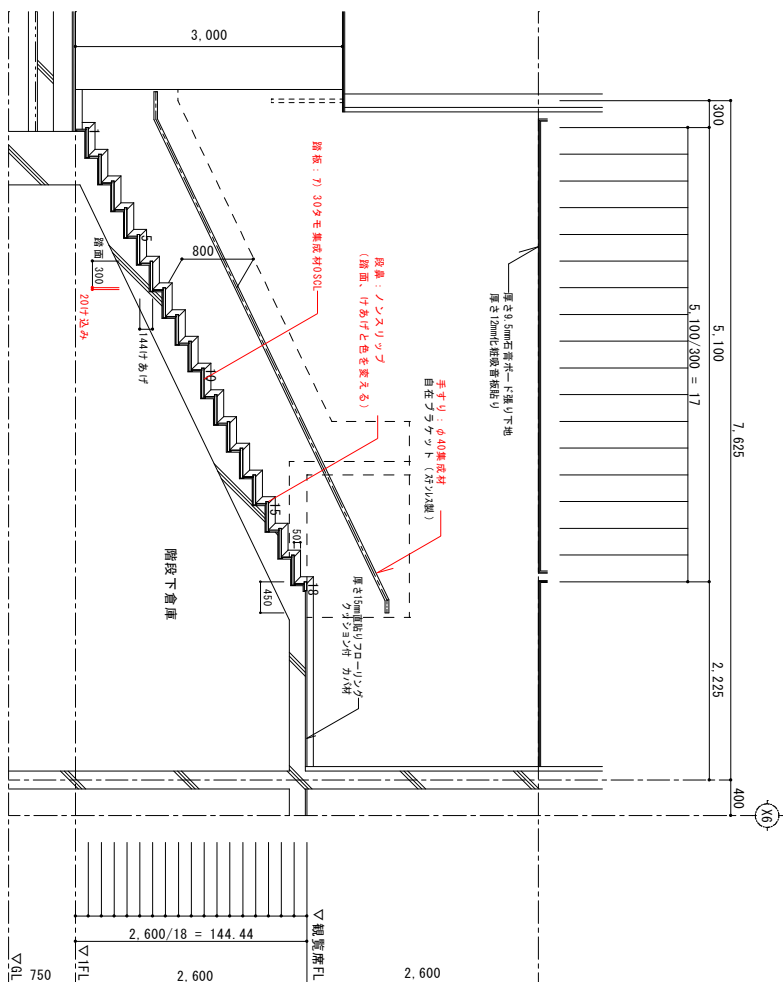 3,000
300
5,100
5,100/300 = 17
7,625
2,225
400
X6
踏板：ｱ) 30タモ集成材OSCL
段鼻：ノンスリップ
(踏面、けあげと色を変える)
手すり：φ40集成材
自在ブラケット（ｽﾃﾝﾚｽ製）
厚さ9.5mm石膏ボード張り下地
厚さ12mm化粧吸音板貼り
800
1
5
10
15
18
踏面
300
20け込み
144けあげ
501
450
階段下倉庫
厚さ15mm直貼りフローリング
クッション付 カバ材
2,600/18 = 144.44
▽観覧席FL
▽1FL
▽GL
750
2,600
2,600